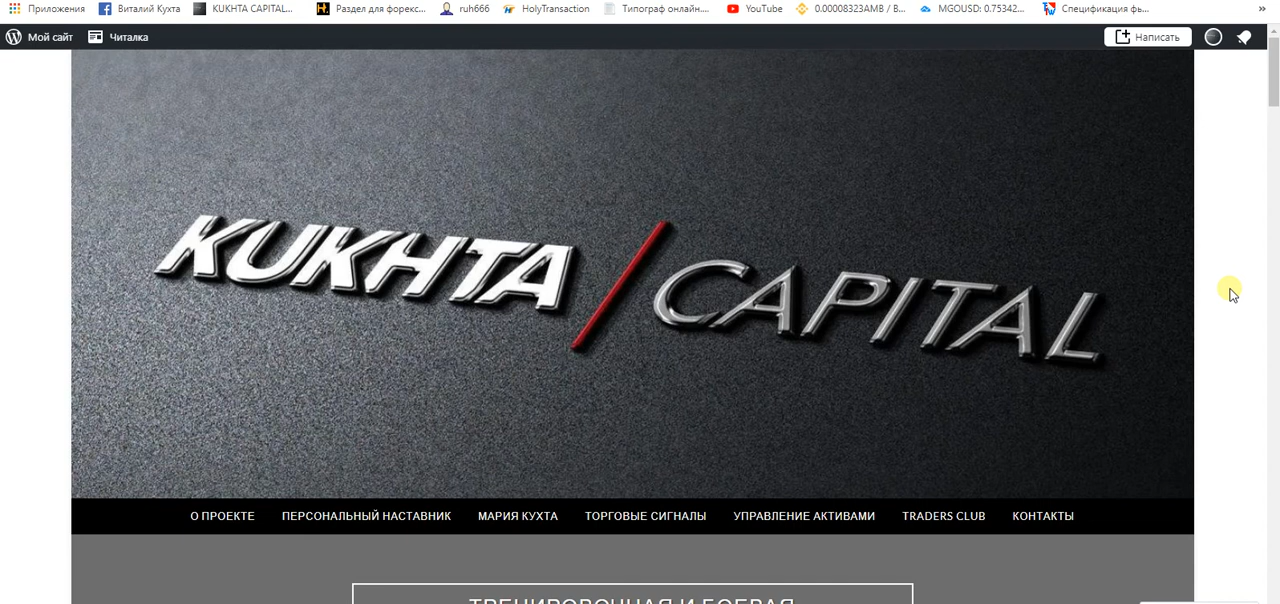 Приложения Виталий Кухта KUKHTA CAPITAL... Раздел для форекс... ruh666 HolyTransaction Типограф онлайн.... YouTube 0.00008323AMB / B... MGOUSD: 0.75342... Спецификация фь... »
Мой сайт Читалка Написать
KUKHTA / CAPITAL
О ПРОЕКТЕ ПЕРСОНАЛЬНЫЙ НАСТАВНИК МАРИЯ КУХТА ТОРГОВЫЕ СИГНАЛЫ УПРАВЛЕНИЕ АКТИВАМИ TRADERS CLUB КОНТАКТЫ
ТРЕНИРОВОЧНАЯ И БОЕВАЯ